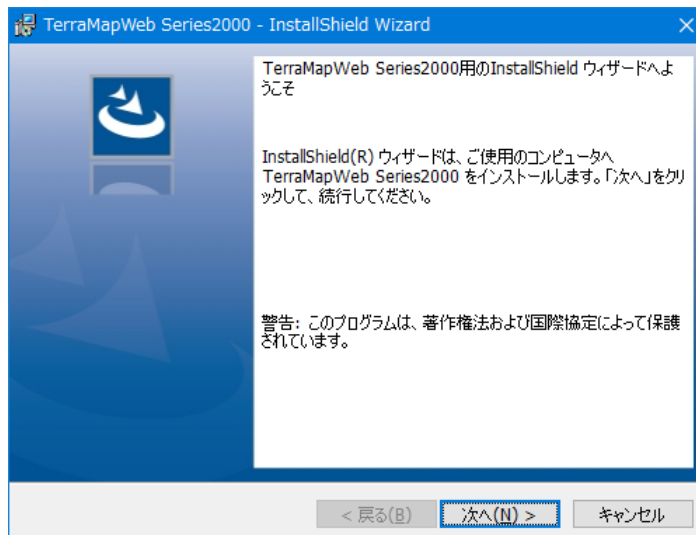 TerraMapWeb Series2000 - InstallShield Wizard
TerraMapWeb Series2000用のInstallShield ウィザードへよ
うこそ
InstallShield(R) ウィザードは、ご使用のコンピュータへ
TerraMapWeb Series2000 をインストールします。「次へ」をクリ
ックして、続行してください。
警告: このプログラムは、著作権法および国際協定によって保護
されています。
< 戻る(B)
次へ(N) >
キャンセル